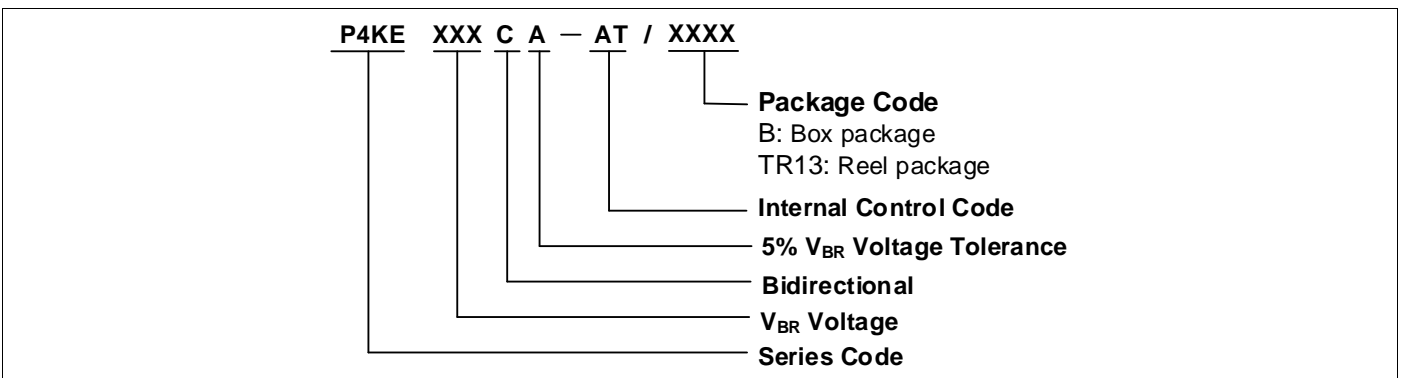 P4KE XXX C A — AT / XXXX
Package Code
B: Box package
TR13: Reel package
Internal Control Code
5% VBR Voltage Tolerance
Bidirectional
VBR Voltage
Series Code